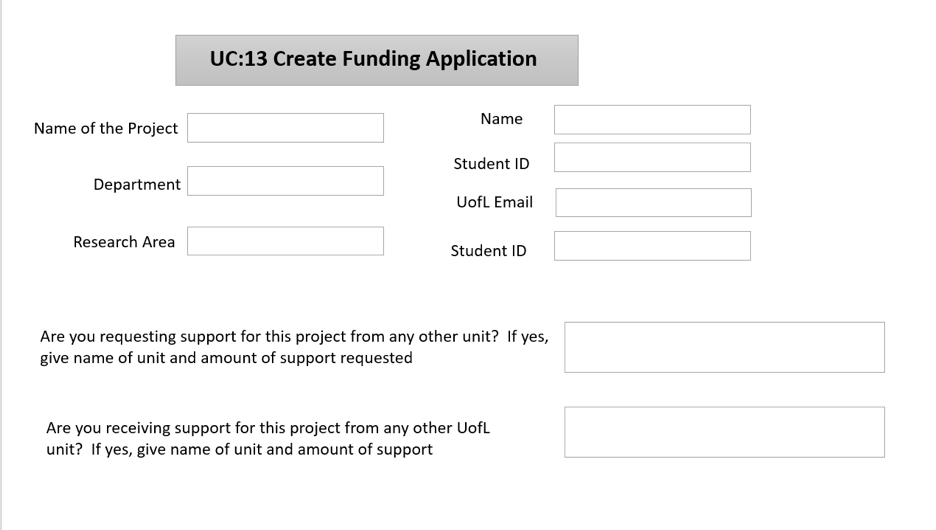 UC:13 Create Funding Application
Name of the Project
Department
Research Area
Name
Student ID
UofL Email
Student ID
Are you requesting support for this project from any other unit? If yes,
give name of unit and amount of support requested
Are you receiving support for this project from any other UofL
unit? If yes, give name of unit and amount of support